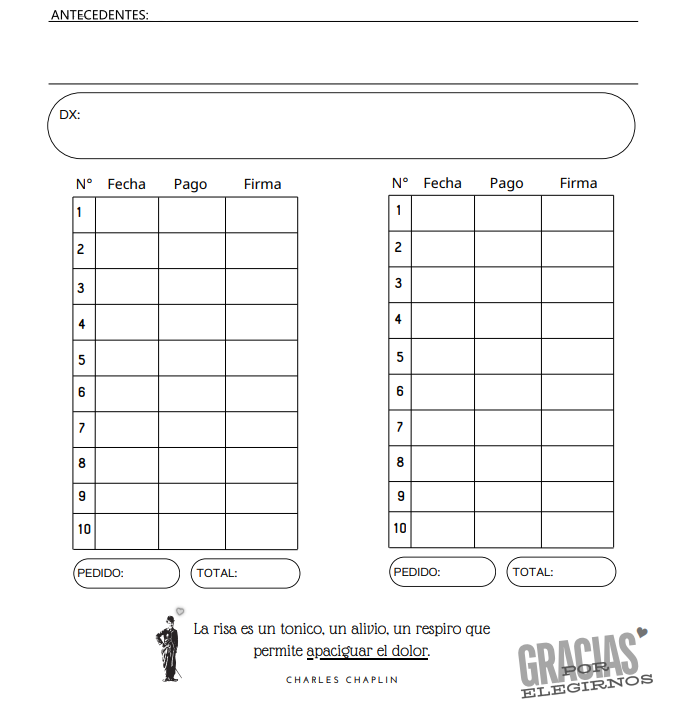 ANTECEDENTES:
DX:
N° Fecha Pago Firma
1
2
3
4
5
6
7
8
9
10
PEDIDO: TOTAL:
N° Fecha Pago Firma
1
2
3
4
5
6
7
8
9
10
PEDIDO: TOTAL:
La risa es un tonico, un alivio, un respiro que
permite apaciguar el dolor.
CHARLES CHAPLIN
GRACIAS
POR
ELEGIRNOS